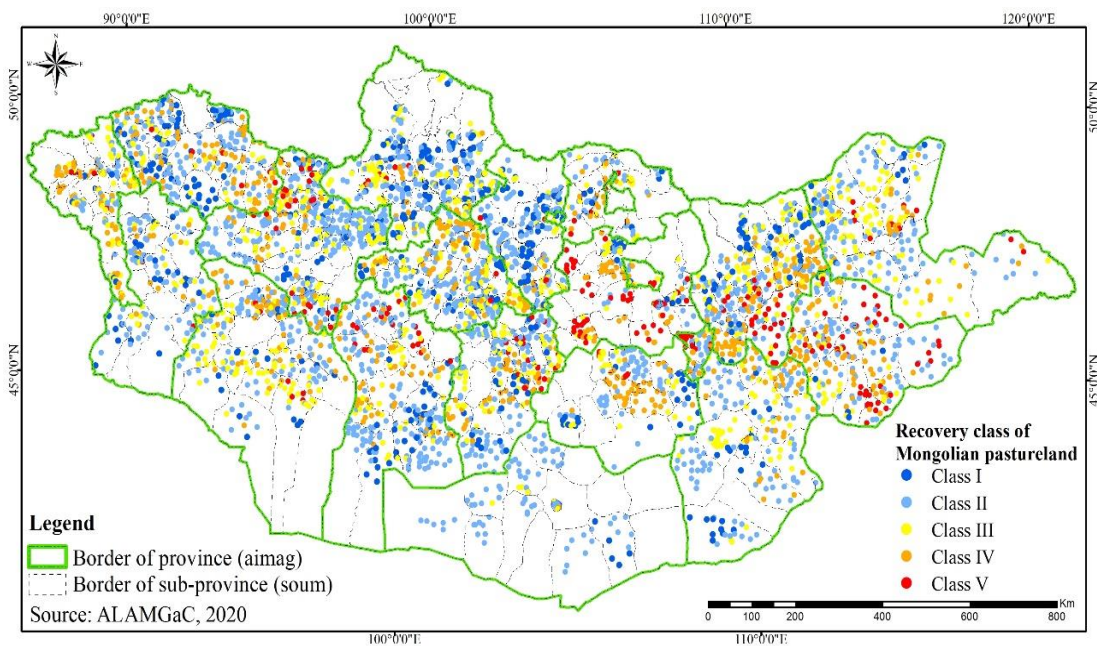 90°0'0"E 100°0'0"E 110°0'0"E 120°0'0"E
N
W E
S
50°0'0"N 50°0'0"N
45°0'0"N 45°0'0"N
Recovery class of
Mongolian pastureland
Class I
Class II
Class III
Class IV
Class V
Legend
Border of province (aimag)
Border of sub-province (soum)
Source: ALAMGaC, 2020
Km
0 100 200 400 600 800
100°0'0"E 110°0'0"E